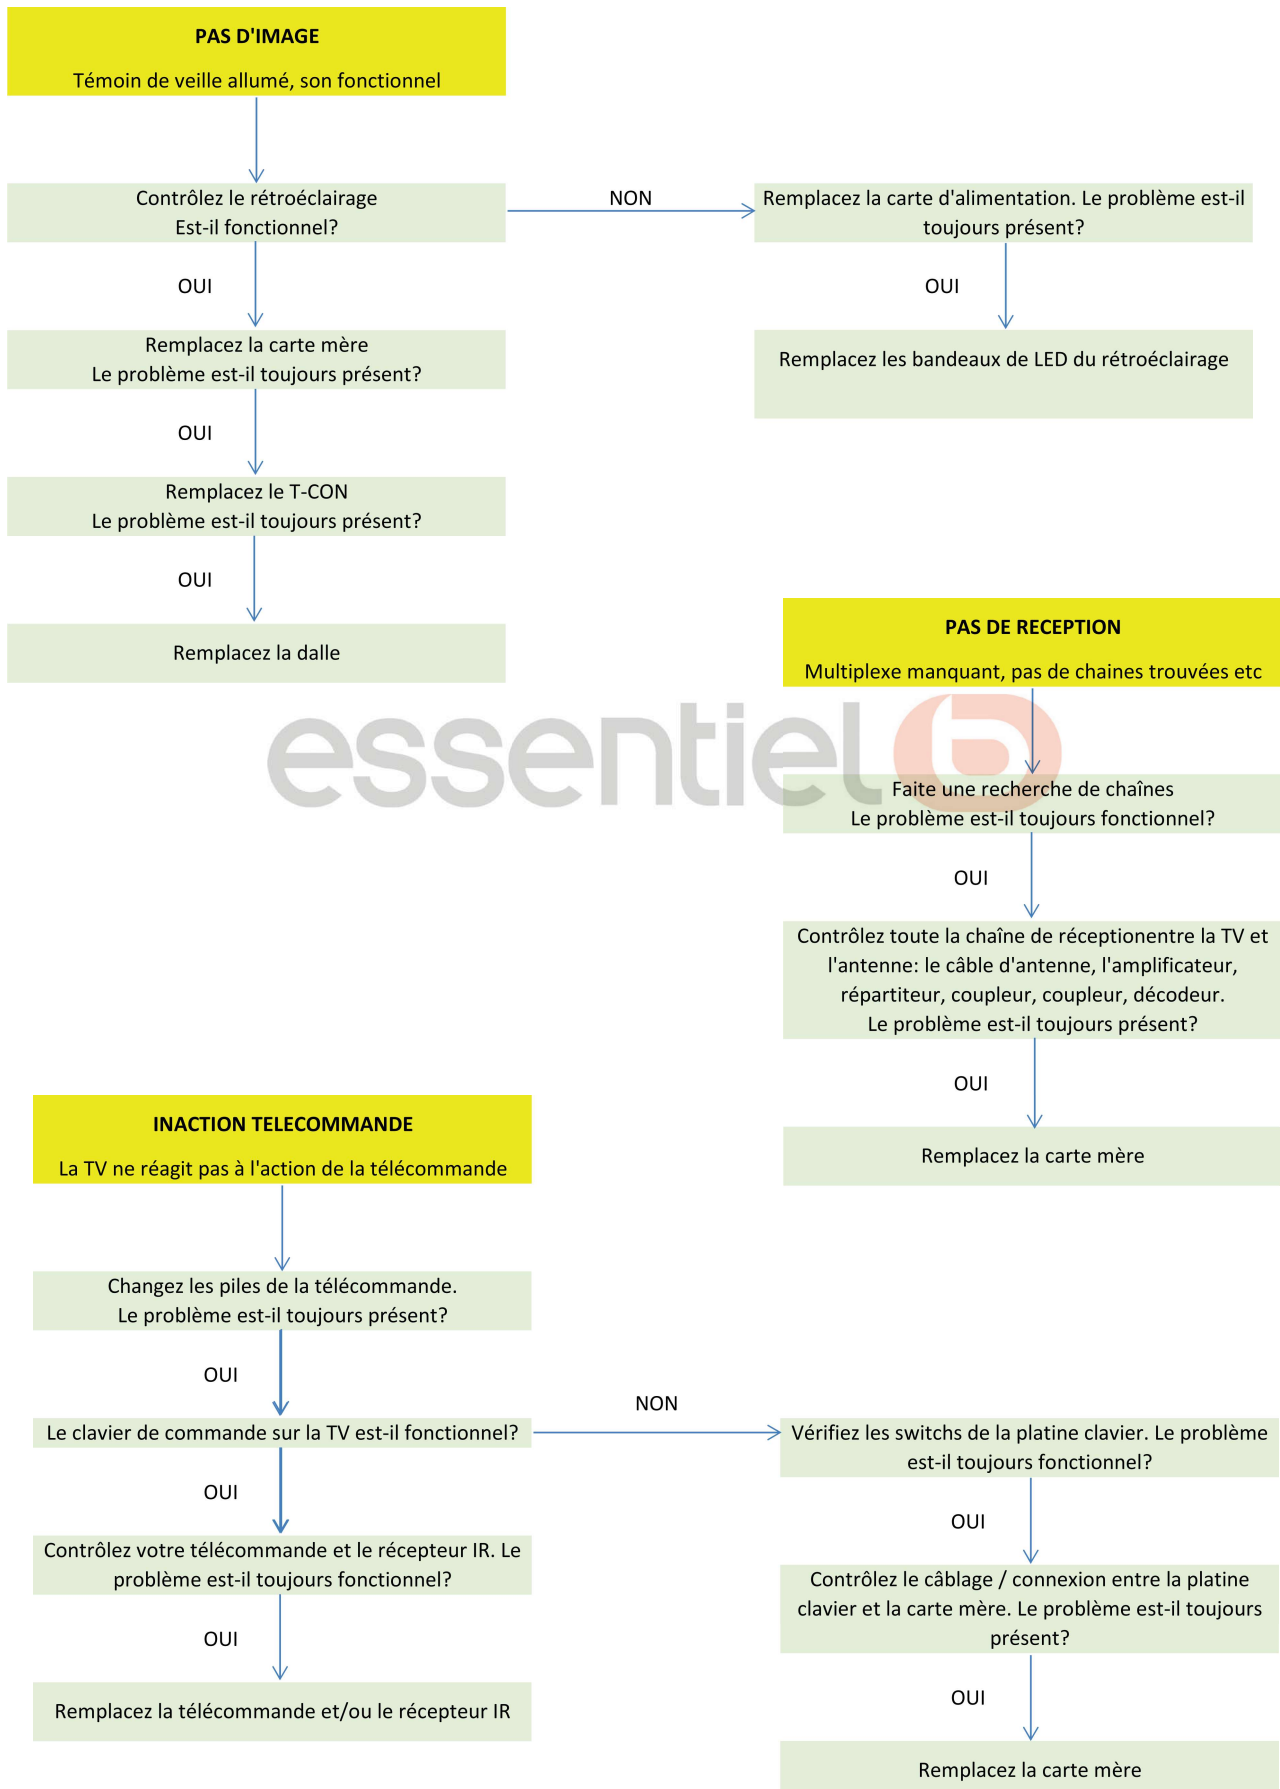 PAS D'IMAGE
Témoin de veille allumé, son fonctionnel
Contrôlez le rétroéclairage
Est-il fonctionnel?
NON
Remplacez la carte d'alimentation. Le problème est-il
toujours présent?
OUI
OUI
Remplacez la carte mère
Le problème est-il toujours présent?
Remplacez les bandeaux de LED du rétroéclairage
OUI
Remplacez le T-CON
Le problème est-il toujours présent?
OUI
Remplacez la dalle
PAS DE RECEPTION
Multiplexe manquant, pas de chaines trouvées etc
essentiel b
Faite une recherche de chaînes
Le problème est-il toujours fonctionnel?
OUI
Contrôlez toute la chaîne de réceptionentre la TV et
l'antenne: le câble d'antenne, l'amplificateur,
répartiteur, coupleur, coupleur, décodeur.
Le problème est-il toujours présent?
OUI
Remplacez la carte mère
INACTION TELECOMMANDE
La TV ne réagit pas à l'action de la télécommande
Changez les piles de la télécommande.
Le problème est-il toujours présent?
OUI
Le clavier de commande sur la TV est-il fonctionnel?
NON
Vérifiez les switchs de la platine clavier. Le problème
est-il toujours fonctionnel?
OUI
OUI
Contrôlez votre télécommande et le récepteur IR. Le
problème est-il toujours fonctionnel?
Contrôlez le câblage / connexion entre la platine
clavier et la carte mère. Le problème est-il toujours
présent?
OUI
OUI
Remplacez la télécommande et/ou le récepteur IR
Remplacez la carte mère